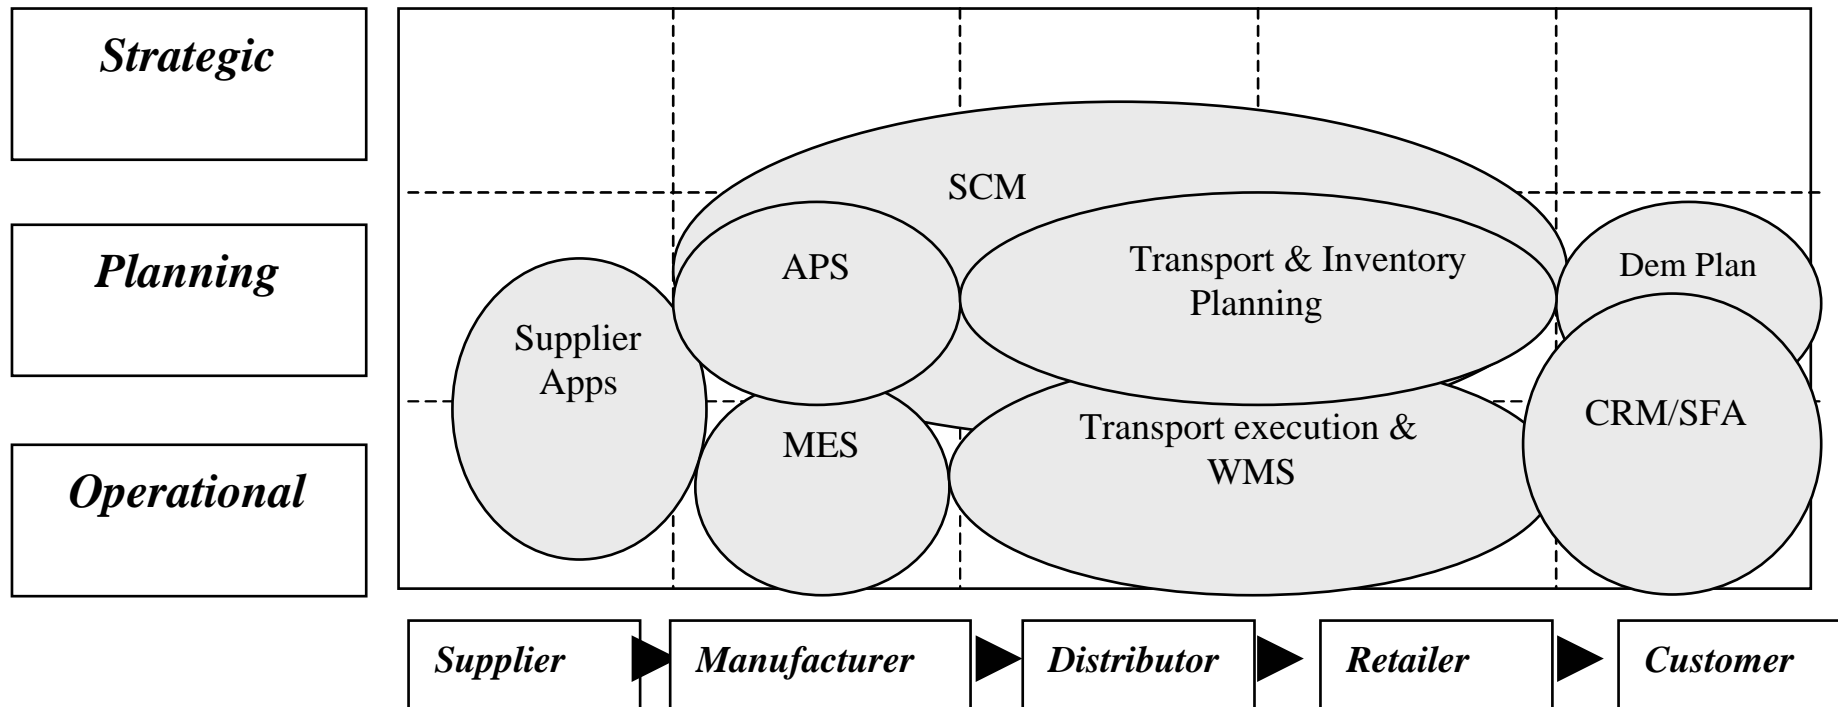 Strategic
SCM
Planning
APS
Transport & Inventory
Planning
Dem Plan
Supplier
Apps
CRM/SFA
Operational
MES
Transport execution &
WMS
Supplier
Manufacturer
Distributor
Retailer
Customer